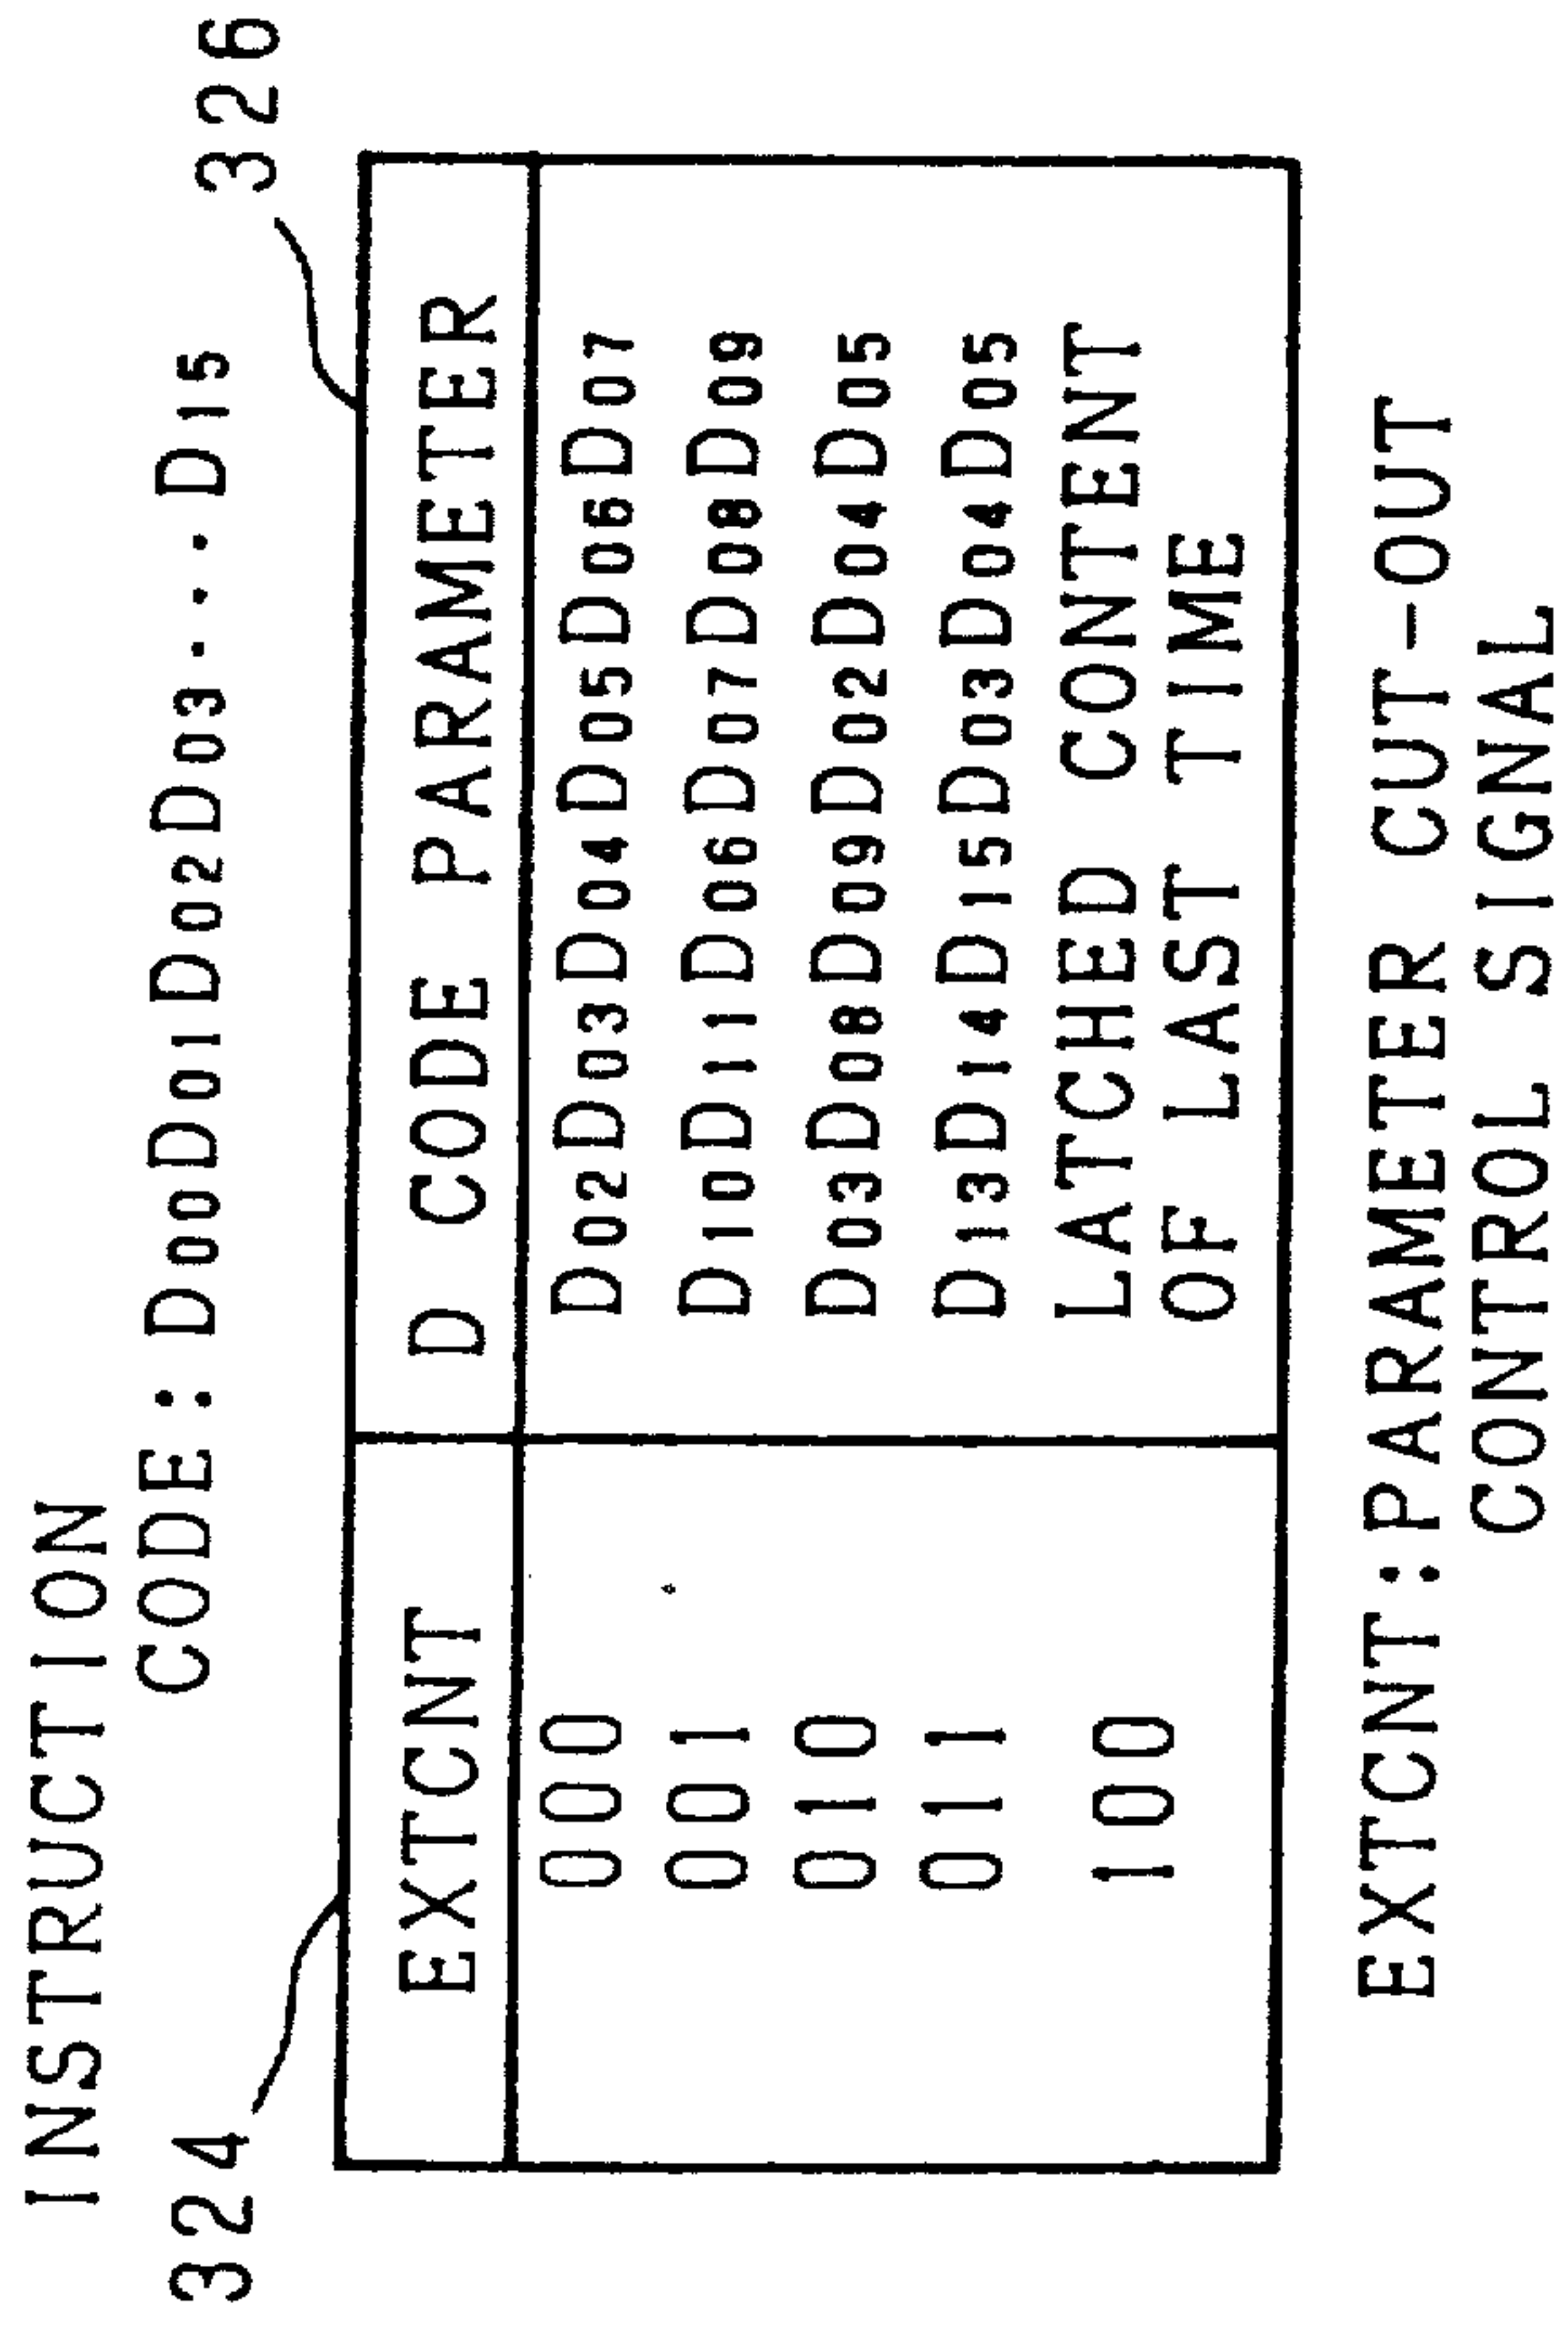 INSTRUCTION
CODE: D00D01D02D03...D15
324
326
EXTCNT D CODE PARAMETER
000 D02D03D04D05D06D07
001 D10D11D06D07D08D09
010 D03D08D09D02D04D05
011 D13D14D15D03D04D05
100 LATCHED CONTENT
OF LAST TIME
EXTCNT: PARAMETER CUT-OUT
CONTROL SIGNAL